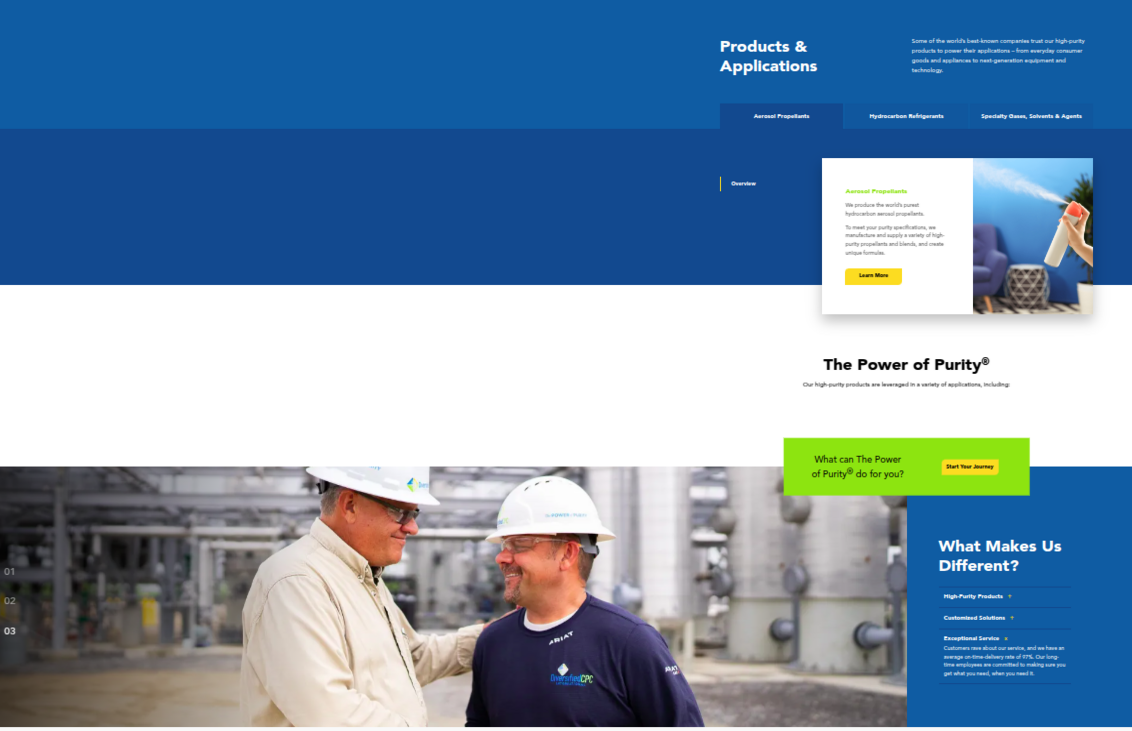 Products &
Applications
Some of the world's best-known companies trust our high-purity
products to power their applications – from everyday consumer
goods and appliances to next-generation equipment and
technology.
Aerosol Propellants
Hydrocarbon Refrigerants
Specialty Gases, Solvents & Agents
Overview
Aerosol Propellants
We produce the world's purest
hydrocarbon aerosol propellants.
To meet your purity specifications, we
manufacture and supply a variety of high-
purity propellants and blends, and create
unique formulas.
Learn More
The Power of Purity®
Our high-purity products are leveraged in a variety of applications, including:
What can The Power
of Purity® do for you?
Start Your Journey
01
02
03
ARIAT
DiversifiedCPC
What Makes Us
Different?
High-Purity Products
Customized Solutions
Exceptional Service
Customers rave about our service, and we have an
average on-time-delivery rate of 97%. Our long-
time employees are committed to making sure you
get what you need, when you need it.